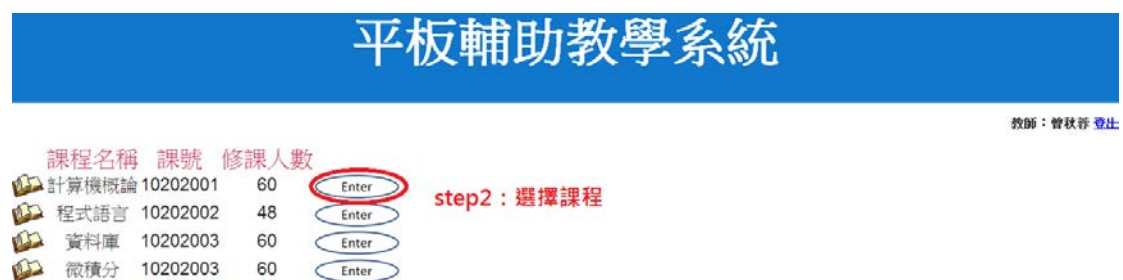 平板輔助教學系統
教師：曾秋蓉 登出
課程名稱 課號 修課人數
計算機概論 10202001 60 Enter
step2：選擇課程
程式語言 10202002 48 Enter
資料庫 10202003 60 Enter
微積分 10202003 60 Enter